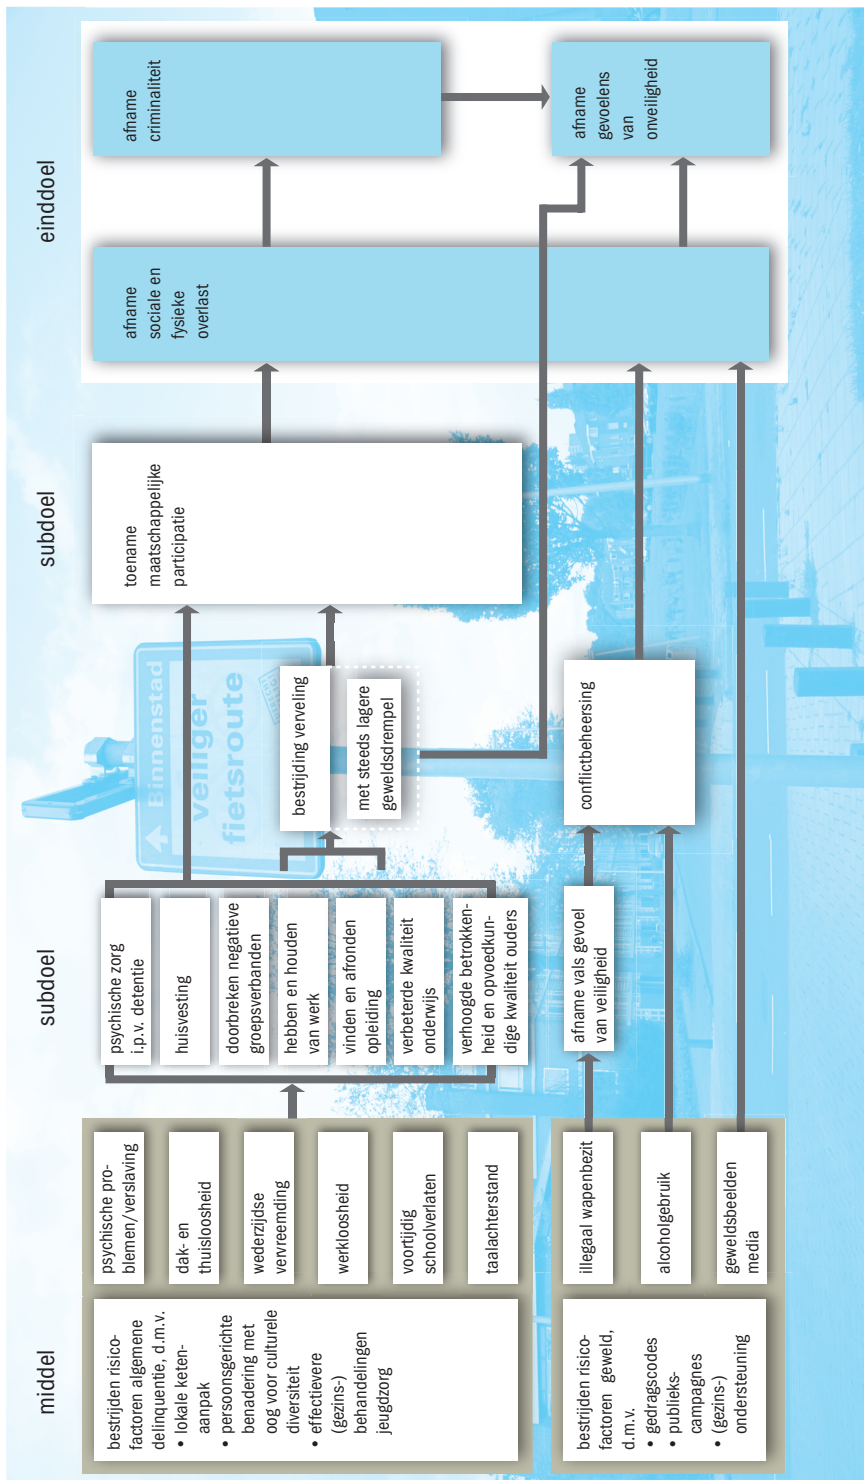 middel
subdoel
subdoel
einddoel
bestrijden risico-
factoren algemene
delinquentie, d.m.v.
• lokale keten-
aanpak
• persoonsgerichte
benadering met
oog voor culturele
diversiteit
• effectievere
(gezins-)
behandelingen
jeugdzorg
psychische pro-
blemen/verslaving
dak- en
thuisloosheid
wederzijdse
vervreemding
werkloosheid
voortijdig
schoolverlaten
taalachterstand
psychische zorg
i.p.v. detentie
huisvesting
doorbreken negatieve
groepsverbanden
hebben en houden
van werk
vinden en afronden
opleiding
verbeterde kwaliteit
onderwijs
verhoogde betrokken-
heid en opvoedkun-
dige kwaliteit ouders
bestrijding verveling
met steeds lagere
geweldsdrempel
toename
maatschappelijke
participatie
afname
sociale en
fysieke
overlast
afname
criminaliteit
afname
gevoelens
van
onveiligheid
bestrijden risico-
factoren geweld,
d.m.v.
• gedragscodes
• publieks-
campagnes
• (gezins-)
ondersteuning
illegaal wapenbezit
alcoholgebruik
geweldsbeelden
media
afname vals gevoel
van veiligheid
conflictbeheersing
Binnenstad
veiliger
fietsroute